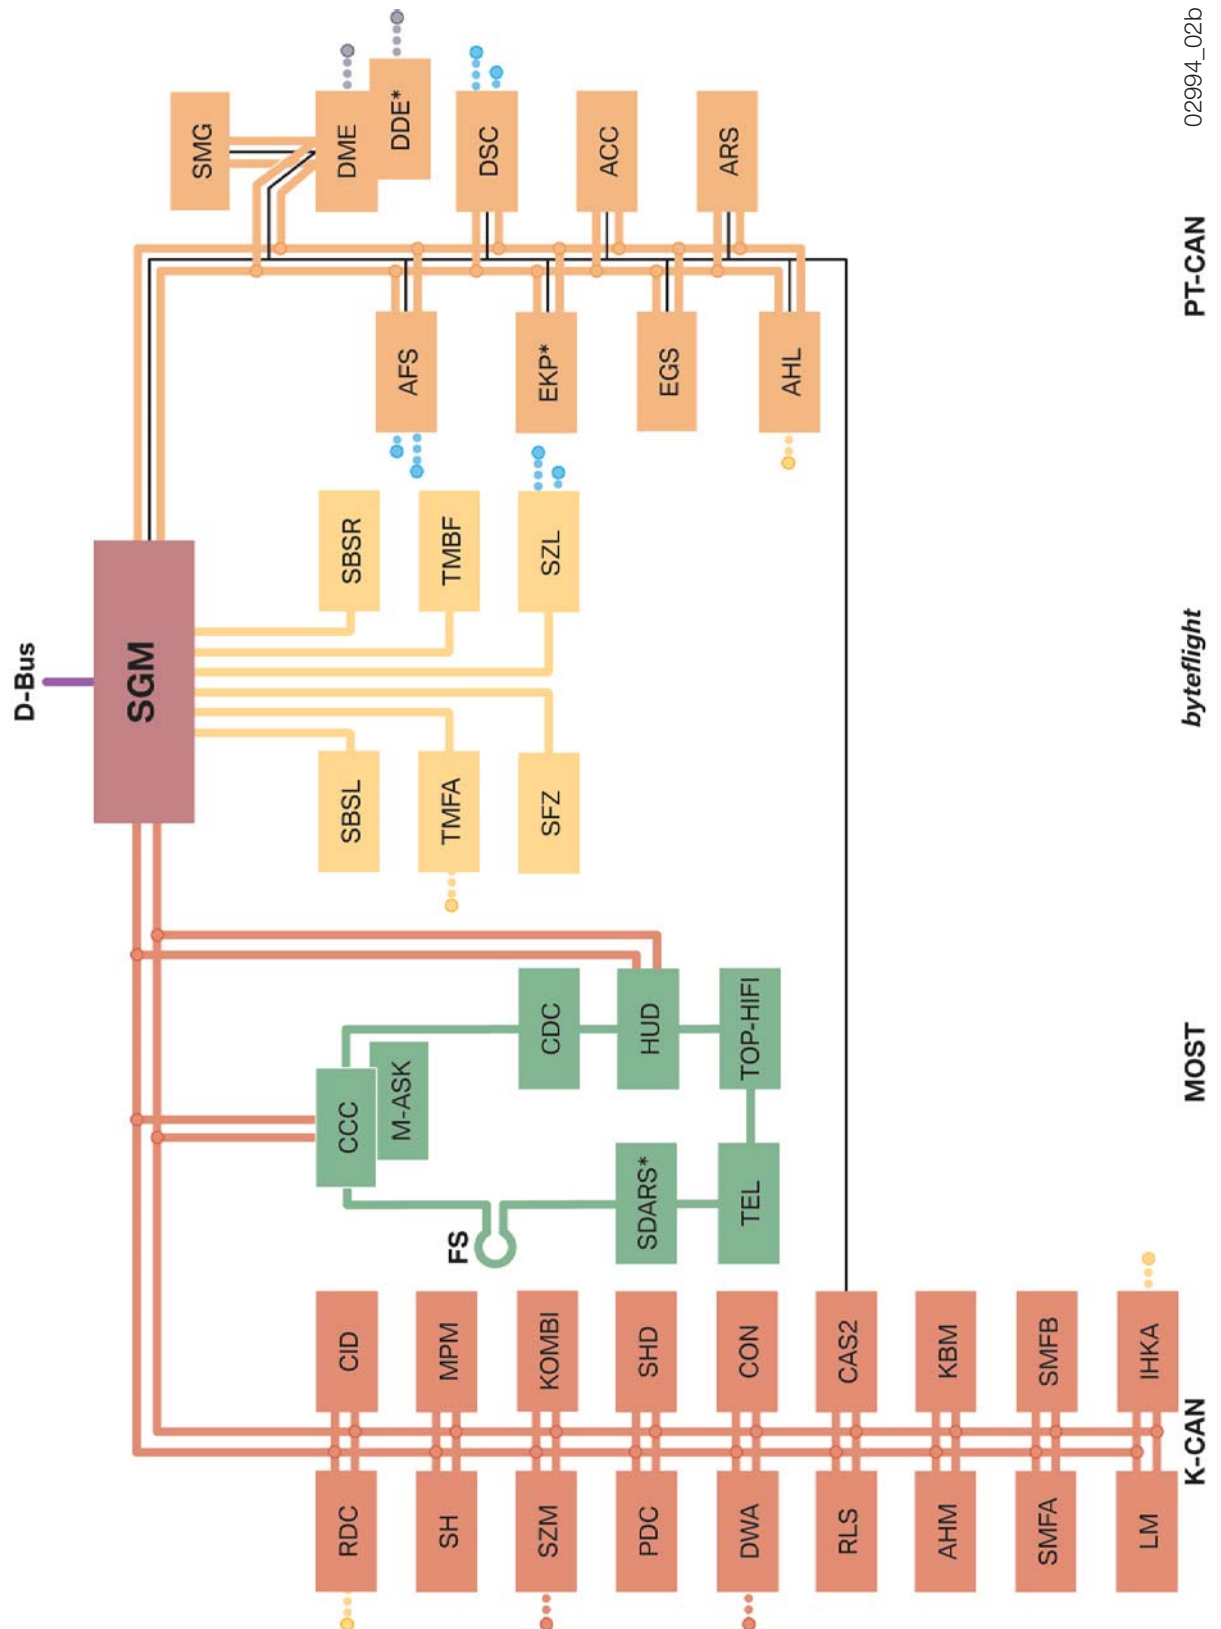 D-Bus
SGM
SMG
DME
DDE*
DSC
ACC
ARS
AFS
EKP*
EGS
AHL
SBSR
TMBF
SZL
SBSL
TMFA
SFZ
CCC
M-ASK
CDC
HUD
TOP-HIFI
FS
SDARS*
TEL
CID
MPM
KOMBI
SHD
CON
CAS2
KBM
SMFB
IHKA
RDC
SH
SZM
PDC
DWA
RLS
AHM
SMFA
LM
K-CAN
MOST
byteflight
PT-CAN
02994_02b